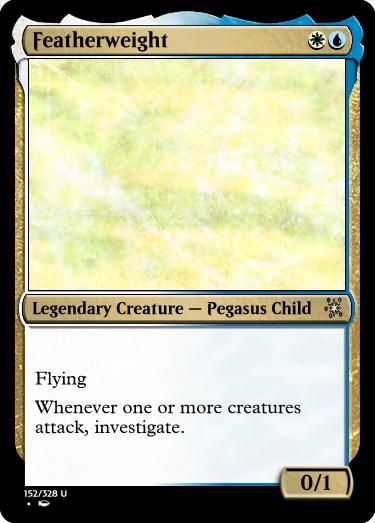 Featherweight
Legendary Creature — Pegasus Child
Flying
Whenever one or more creatures
attack, investigate.
0/1
152/328 U